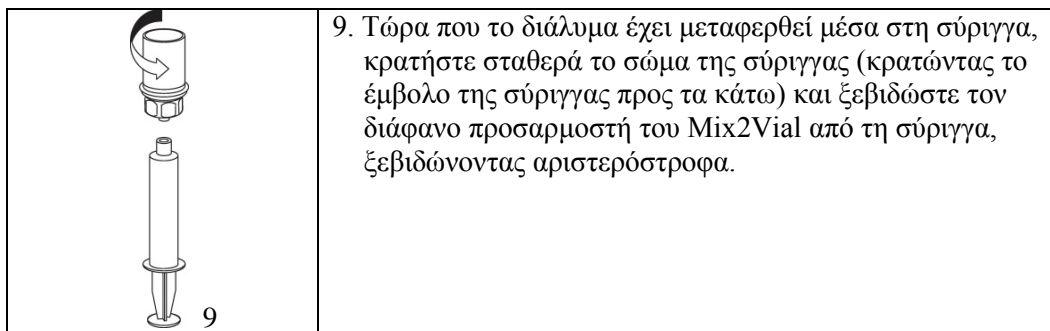 9. Τώρα που το διάλυμα έχει μεταφερθεί μέσα στη σύριγγα,
κρατήστε σταθερά το σώμα της σύριγγας (κρατώντας το
έμβολο της σύριγγας προς τα κάτω) και ξεβιδώστε τον
διάφανο προσαρμοστή του Mix2Vial από τη σύριγγα,
ξεβιδώνοντας αριστερόστροφα.
9